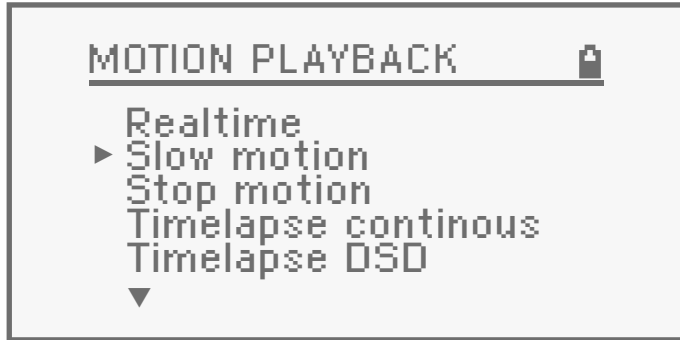 MOTION PLAYBACK
Realtime
Slow motion
Stop motion
Timelapse continous
Timelapse DSD